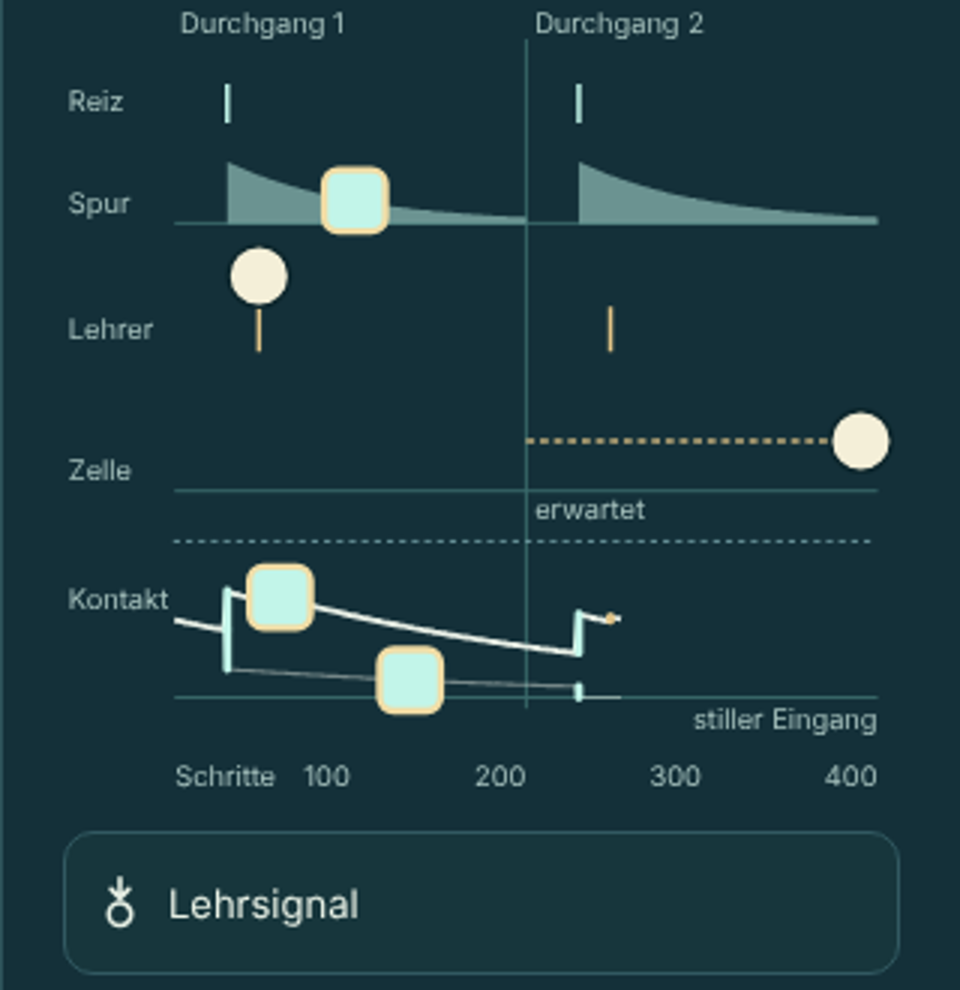 Durchgang 1 Durchgang 2
Reiz
Spur
Lehrer
Zelle
erwartet
Kontakt
stiller Eingang
Schritte 100 200 300 400
Lehrsignal